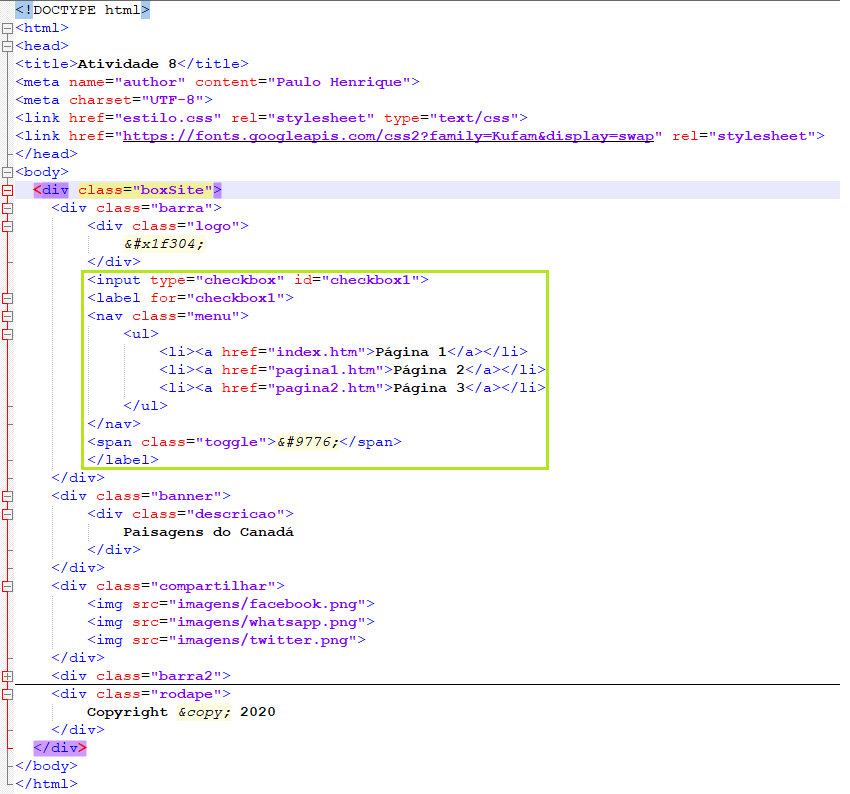 <!DOCTYPE html>
<html>
<head>
<title>Atividade 8</title>
<meta name="author" content="Paulo Henrique">
<meta charset="UTF-8">
<link href="estilo.css" rel="stylesheet" type="text/css">
<link href="https://fonts.googleapis.com/css2?family=Kufam&display=swap" rel="stylesheet">
</head>
<body>
<div class="boxSite">
<div class="barra">
<div class="logo">
&#x1f304;
</div>
<input type="checkbox" id="checkbox1">
<label for="checkbox1">
<nav class="menu">
<ul>
<li><a href="index.htm">Página 1</a></li>
<li><a href="pagina1.htm">Página 2</a></li>
<li><a href="pagina2.htm">Página 3</a></li>
</ul>
</nav>
<span class="toggle">&#9776;</span>
</label>
</div>
<div class="banner">
<div class="descricao">
Paisagens do Canadá
</div>
</div>
<div class="compartilhar">
<img src="imagens/facebook.png">
<img src="imagens/whatsapp.png">
<img src="imagens/twitter.png">
</div>
<div class="barra2">
<div class="rodape">
Copyright &copy; 2020
</div>
</div>
</body>
</html>